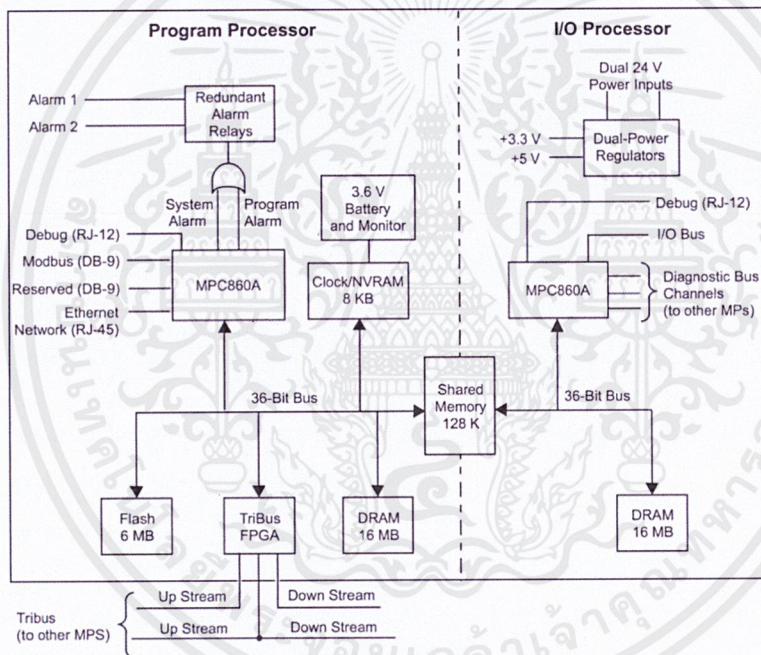 Program Processor
I/O Processor
Alarm 1
Alarm 2
Redundant
Alarm
Relays
Dual 24 V
Power Inputs
+3.3 V
+5 V
Dual-Power
Regulators
System
Alarm
Program
Alarm
3.6 V
Battery
and Monitor
Debug (RJ-12)
Modbus (DB-9)
Reserved (DB-9)
Ethernet
Network (RJ-45)
MPC860A
Clock/NVRAM
8 KB
Debug (RJ-12)
I/O Bus
MPC860A
Diagnostic Bus
Channels
(to other MPs)
36-Bit Bus
Shared
Memory
128 K
36-Bit Bus
Flash
6 MB
TriBus
FPGA
DRAM
16 MB
DRAM
16 MB
Tribus
(to other MPS)
Up Stream
Down Stream
Up Stream
Down Stream